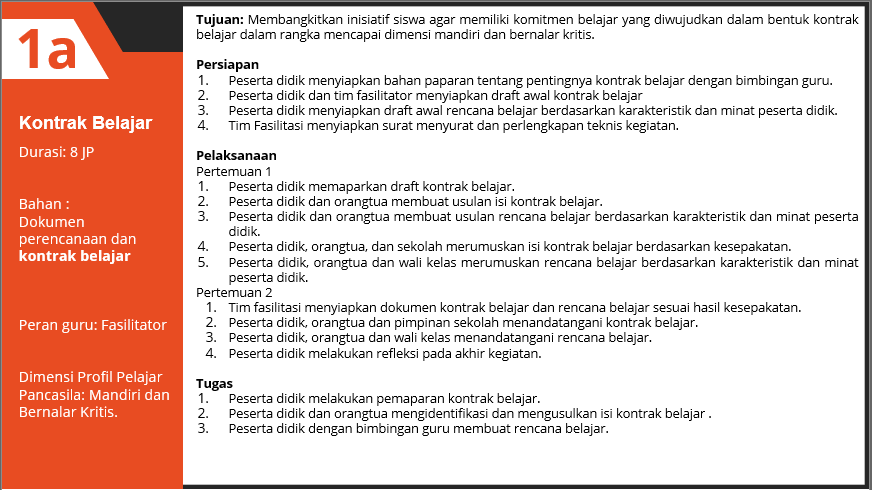 1a
Kontrak Belajar
Durasi: 8 JP
Bahan :
Dokumen
perencanaan dan
kontrak belajar
Peran guru: Fasilitator
Dimensi Profil Pelajar
Pancasila: Mandiri dan
Bernalar Kritis.
Tujuan: Membangkitkan inisiatif siswa agar memiliki komitmen belajar yang diwujudkan dalam bentuk kontrak
belajar dalam rangka mencapai dimensi mandiri dan bernalar kritis.
Persiapan
1. Peserta didik menyiapkan bahan paparan tentang pentingnya kontrak belajar dengan bimbingan guru.
2. Peserta didik dan tim fasilitator menyiapkan draft awal kontrak belajar
3. Peserta didik menyiapkan draft awal rencana belajar berdasarkan karakteristik dan minat peserta didik.
4. Tim Fasilitasi menyiapkan surat menyurat dan perlengkapan teknis kegiatan.
Pelaksanaan
Pertemuan 1
1. Peserta didik memaparkan draft kontrak belajar.
2. Peserta didik dan orangtua membuat usulan isi kontrak belajar.
3. Peserta didik dan orangtua membuat usulan rencana belajar berdasarkan karakteristik dan minat peserta
didik.
4. Peserta didik, orangtua, dan sekolah merumuskan isi kontrak belajar berdasarkan kesepakatan.
5. Peserta didik, orangtua dan wali kelas merumuskan rencana belajar berdasarkan karakteristik dan minat
peserta didik.
Pertemuan 2
1. Tim fasilitasi menyiapkan dokumen kontrak belajar dan rencana belajar sesuai hasil kesepakatan.
2. Peserta didik, orangtua dan pimpinan sekolah menandatangani kontrak belajar.
3. Peserta didik, orangtua dan wali kelas menandatangani rencana belajar.
4. Peserta didik melakukan refleksi pada akhir kegiatan.
Tugas
1. Peserta didik melakukan pemaparan kontrak belajar.
2. Peserta didik dan orangtua mengidentifikasi dan mengusulkan isi kontrak belajar .
3. Peserta didik dengan bimbingan guru membuat rencana belajar.